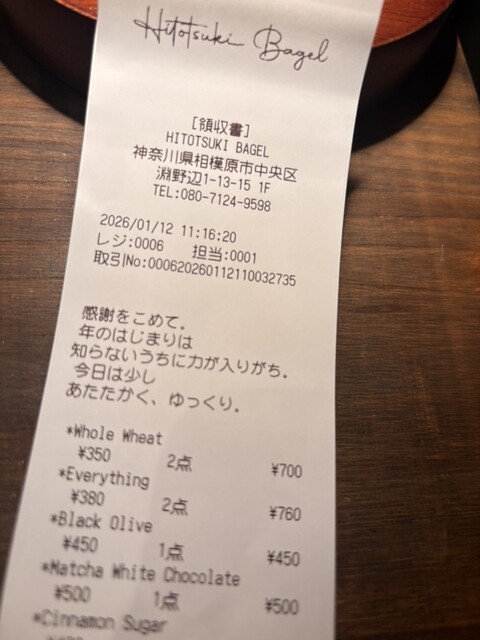 Hitotsuki Bagel
[領収書]
HITOTSUKI BAGEL
神奈川県相模原市中央区
淵野辺1-13-15 1F
TEL:080-7124-9598
2026/01/12 11:16:20
レジ:0006 担当:0001
取引No:000620260112110032735
感謝をこめて。
年のはじまりは
知らないうちに力が入りがち。
今日は少し
あたたかく、ゆっくり。
*Whole Wheat
¥350 2点 ¥700
*Everything
¥380 2点 ¥760
*Black Olive
¥450 1点 ¥450
*Matcha White Chocolate
¥500 1点 ¥500
*Cinnamon Sugar